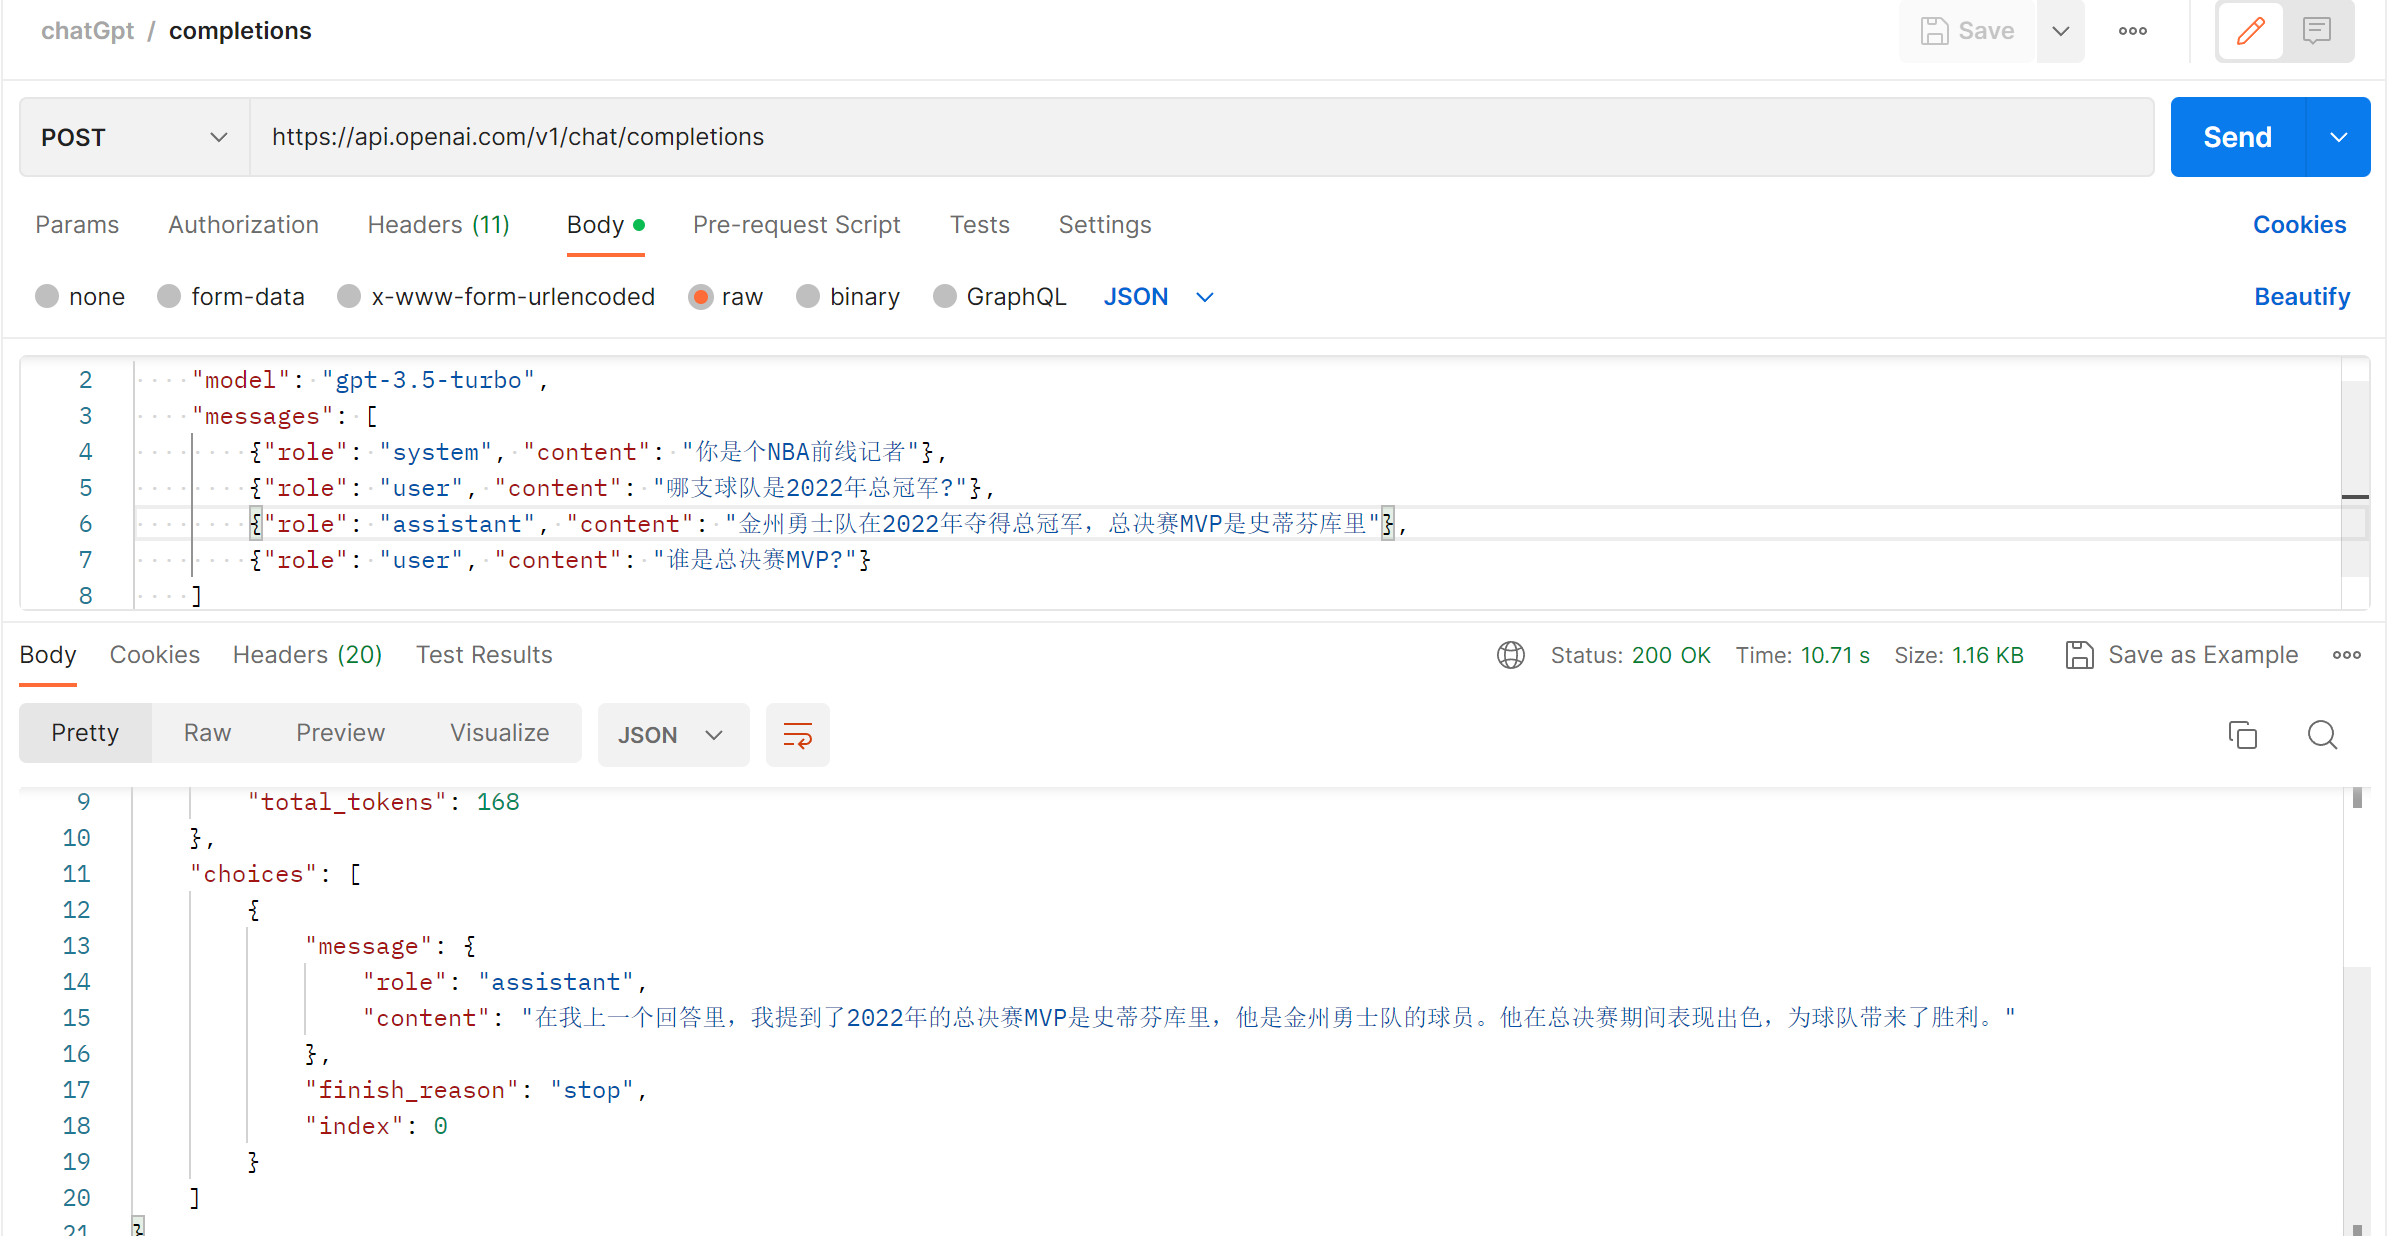 chatGpt / completions
Save
POST
https://api.openai.com/v1/chat/completions
Send
Params Authorization Headers (11) Body Pre-request Script Tests Settings Cookies
none form-data x-www-form-urlencoded raw binary GraphQL JSON Beautify
2 "model": "gpt-3.5-turbo",
3 "messages": [
4 {"role": "system", "content": "你是个NBA前线记者"},
5 {"role": "user", "content": "哪支球队是2022年总冠军?"},
6 {"role": "assistant", "content": "金州勇士队在2022年夺得总冠军，总决赛MVP是史蒂芬库里"},
7 {"role": "user", "content": "谁是总决赛MVP?"}
8 ]
Body Cookies Headers (20) Test Results Status: 200 OK Time: 10.71 s Size: 1.16 KB Save as Example
Pretty Raw Preview Visualize JSON
9 "total_tokens": 168
10 },
11 "choices": [
12 {
13 "message": {
14 "role": "assistant",
15 "content": "在我上一个回答里，我提到了2022年的总决赛MVP是史蒂芬库里，他是金州勇士队的球员。他在总决赛期间表现出色，为球队带来了胜利。"
16 },
17 "finish_reason": "stop",
18 "index": 0
19 }
20 ]
21 }